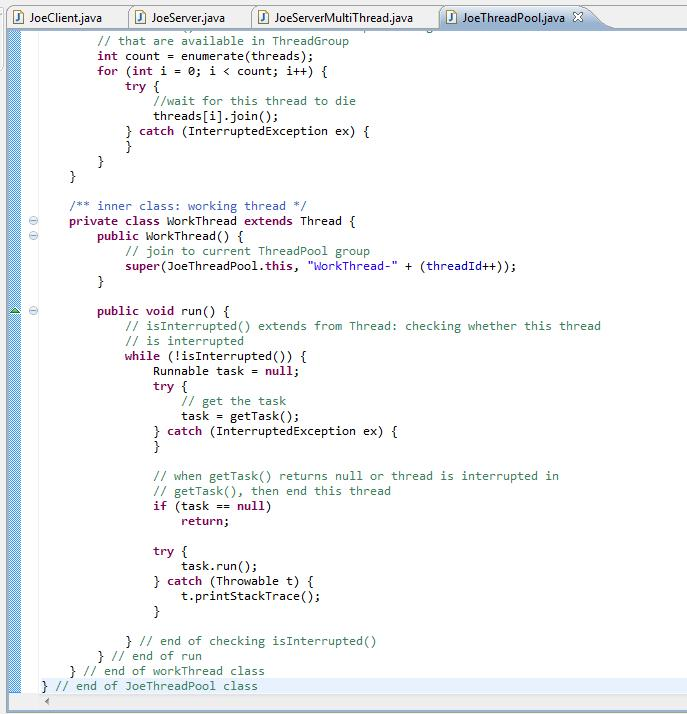 JoeClient.java JoeServer.java JoeServerMultiThread.java JoeThreadPool.java
// that are available in ThreadGroup
int count = enumerate(threads);
for (int i = 0; i < count; i++) {
try {
//wait for this thread to die
threads[i].join();
} catch (InterruptedException ex) {
}
}
}
/** inner class: working thread */
private class WorkThread extends Thread {
public WorkThread() {
// join to current ThreadPool group
super(JoeThreadPool.this, "WorkThread-" + (threadId++));
}
public void run() {
// isInterrupted() extends from Thread: checking whether this thread
// is interrupted
while (!isInterrupted()) {
Runnable task = null;
try {
// get the task
task = getTask();
} catch (InterruptedException ex) {
}
// when getTask() returns null or thread is interrupted in
// getTask(), then end this thread
if (task == null)
return;
try {
task.run();
} catch (Throwable t) {
t.printStackTrace();
}
} // end of checking isInterrupted()
} // end of run
} // end of workThread class
} // end of JoeThreadPool class